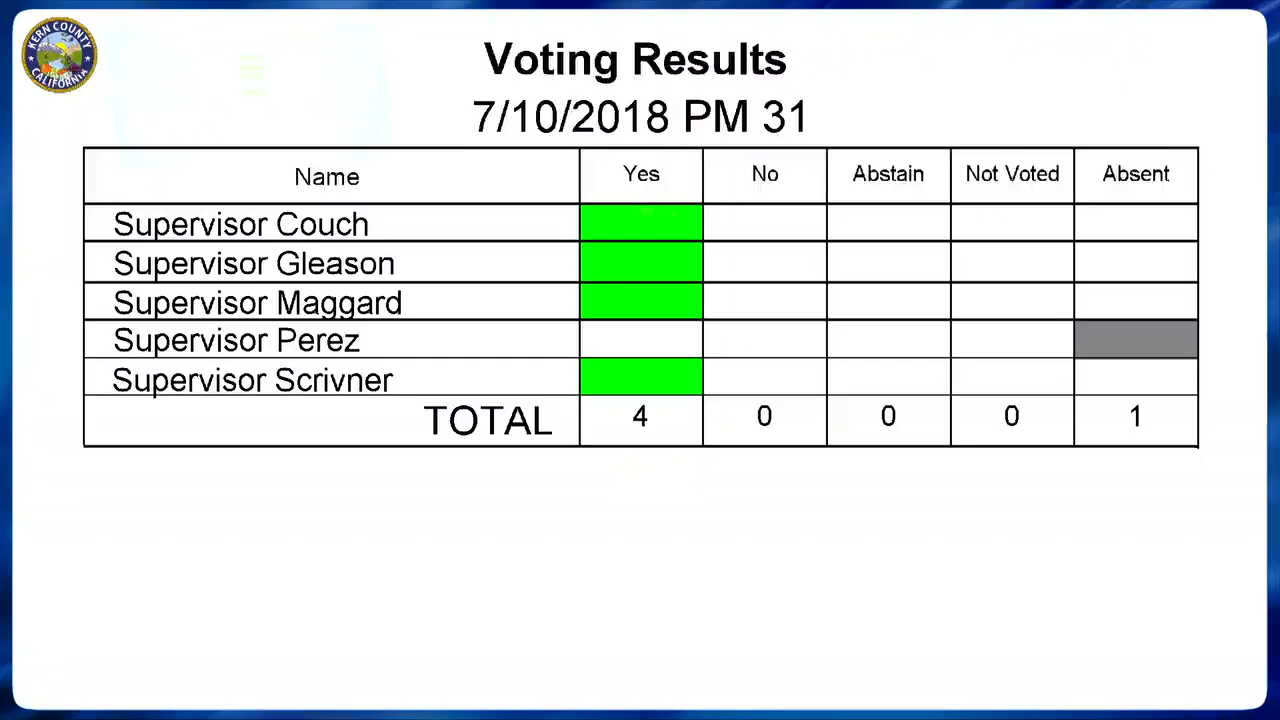 KERN COUNTY
CALIFORNIA
Voting Results
7/10/2018 PM 31
Name Yes No Abstain Not Voted Absent
Supervisor Couch
Supervisor Gleason
Supervisor Maggard
Supervisor Perez
Supervisor Scrivner
TOTAL 4 0 0 0 1